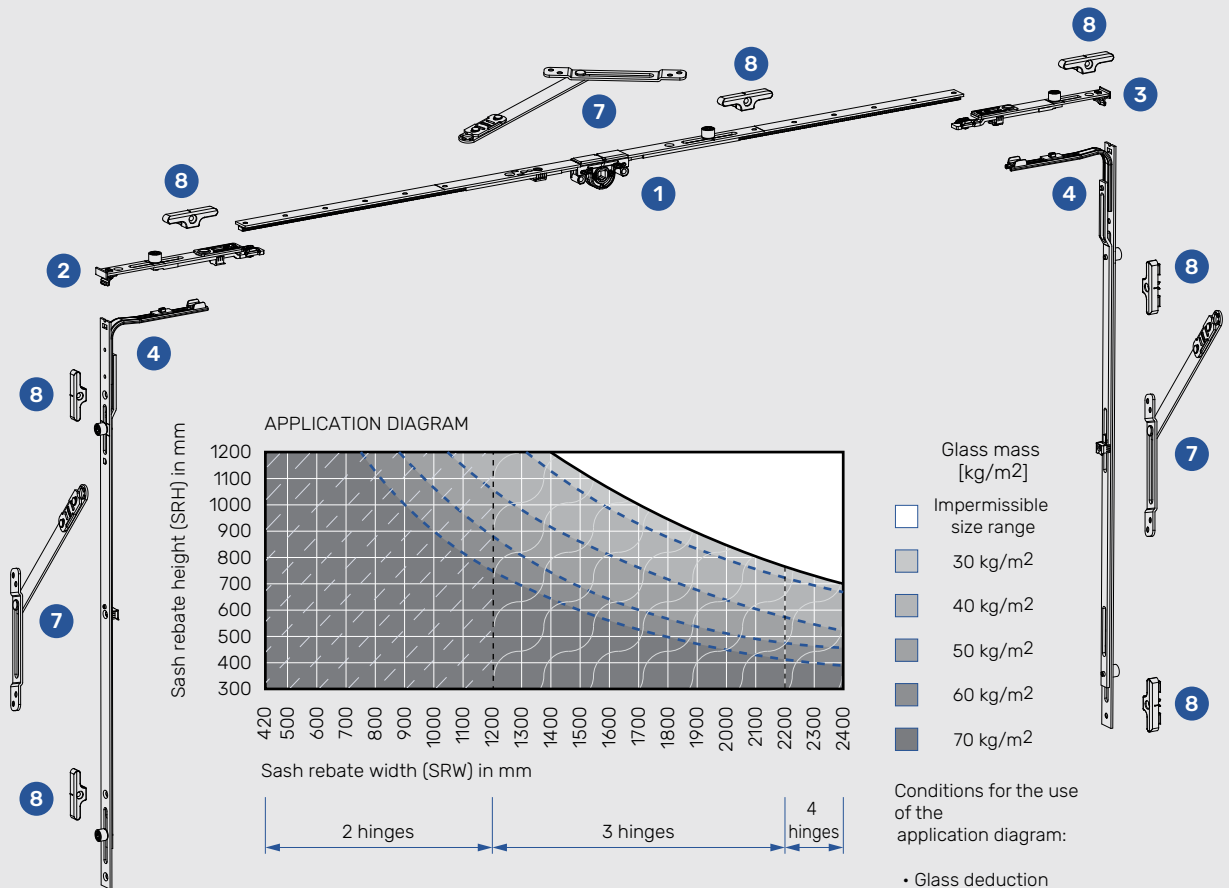 8
8
3
7
8
1
4
2
8
4
8
7
7
8
8
APPLICATION DIAGRAM
Sash rebate height (SRH) in mm
1200
1000
900
800
700
600
500
400
300
420 500 600 700 800 900 1000 1100 1200 1300 1400 1500 1600 1700 1800 1900 2000 2100 2200 2300 2400
Sash rebate width (SRW) in mm
2 hinges
3 hinges
4
hinges
Glass mass
[kg/m2]
Impermissible
size range
30 kg/m2
40 kg/m2
50 kg/m2
60 kg/m2
70 kg/m2
Conditions for the use
of the
application diagram:
• Glass deduction